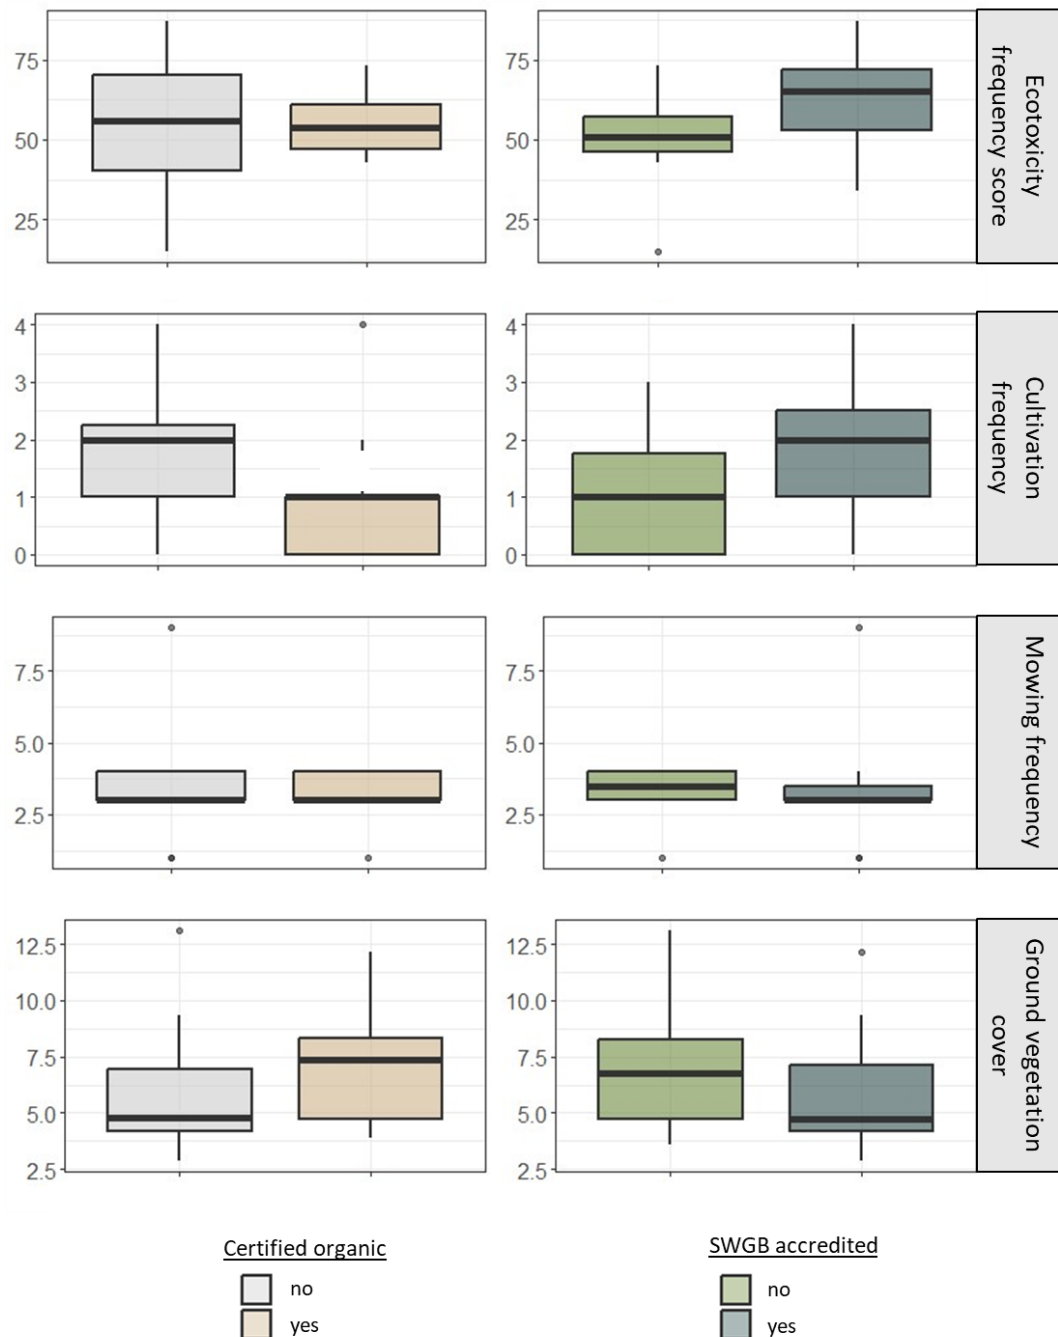 75
50
25
75
50
25
Ecotoxicity
frequency score
4
3
2
1
0
4
3
2
1
0
Cultivation
frequency
7.5
5.0
2.5
7.5
5.0
2.5
Mowing frequency
12.5
10.0
7.5
5.0
2.5
12.5
10.0
7.5
5.0
2.5
Ground vegetation
cover
Certified organic
no
yes
SWGB accredited
no
yes